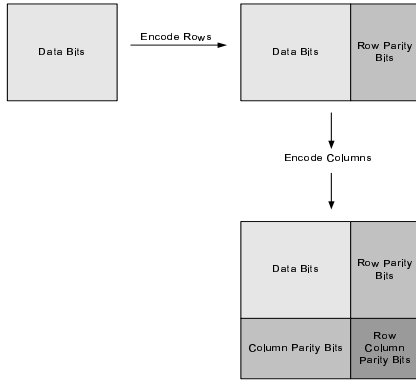 Data Bits
Encode Rows
Data Bits
Row Parity
Bits
Encode Columns
Data Bits
Row Parity
Bits
Column Parity Bits
Row
Column
Parity Bits